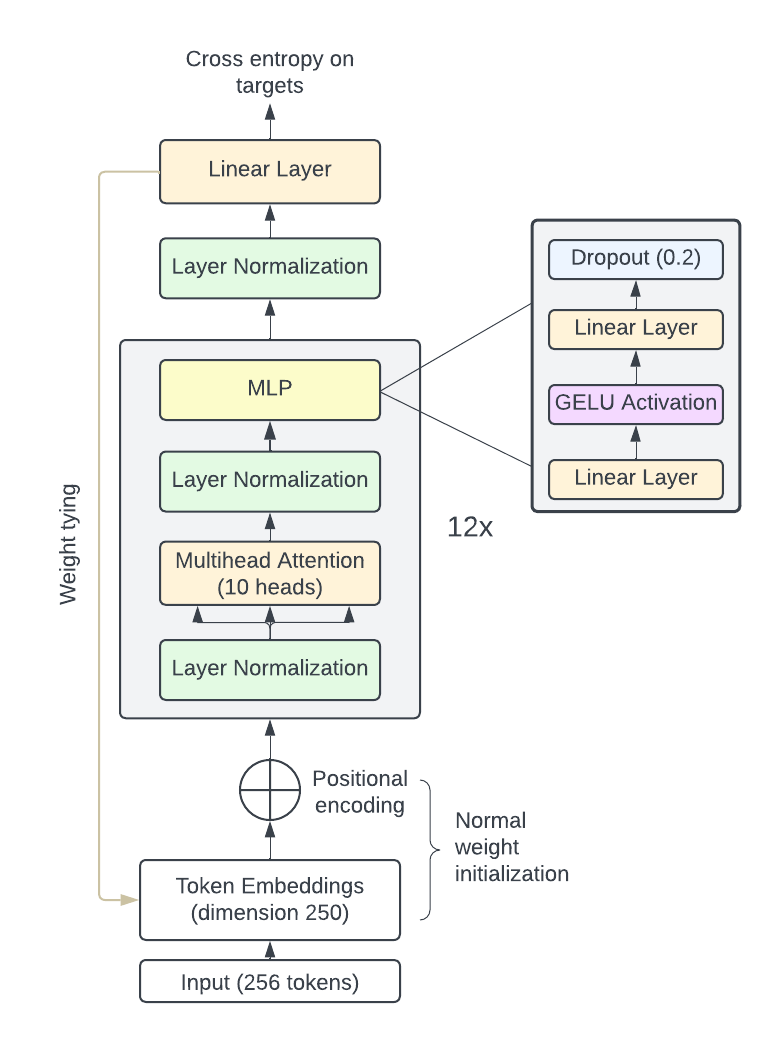 Cross entropy on
targets
Linear Layer
Layer Normalization
MLP
Layer Normalization
Multihead Attention
(10 heads)
Layer Normalization
12x
Dropout (0.2)
Linear Layer
GELU Activation
Linear Layer
Weight tying
Positional
encoding
Normal
weight
initialization
Token Embeddings
(dimension 250)
Input (256 tokens)